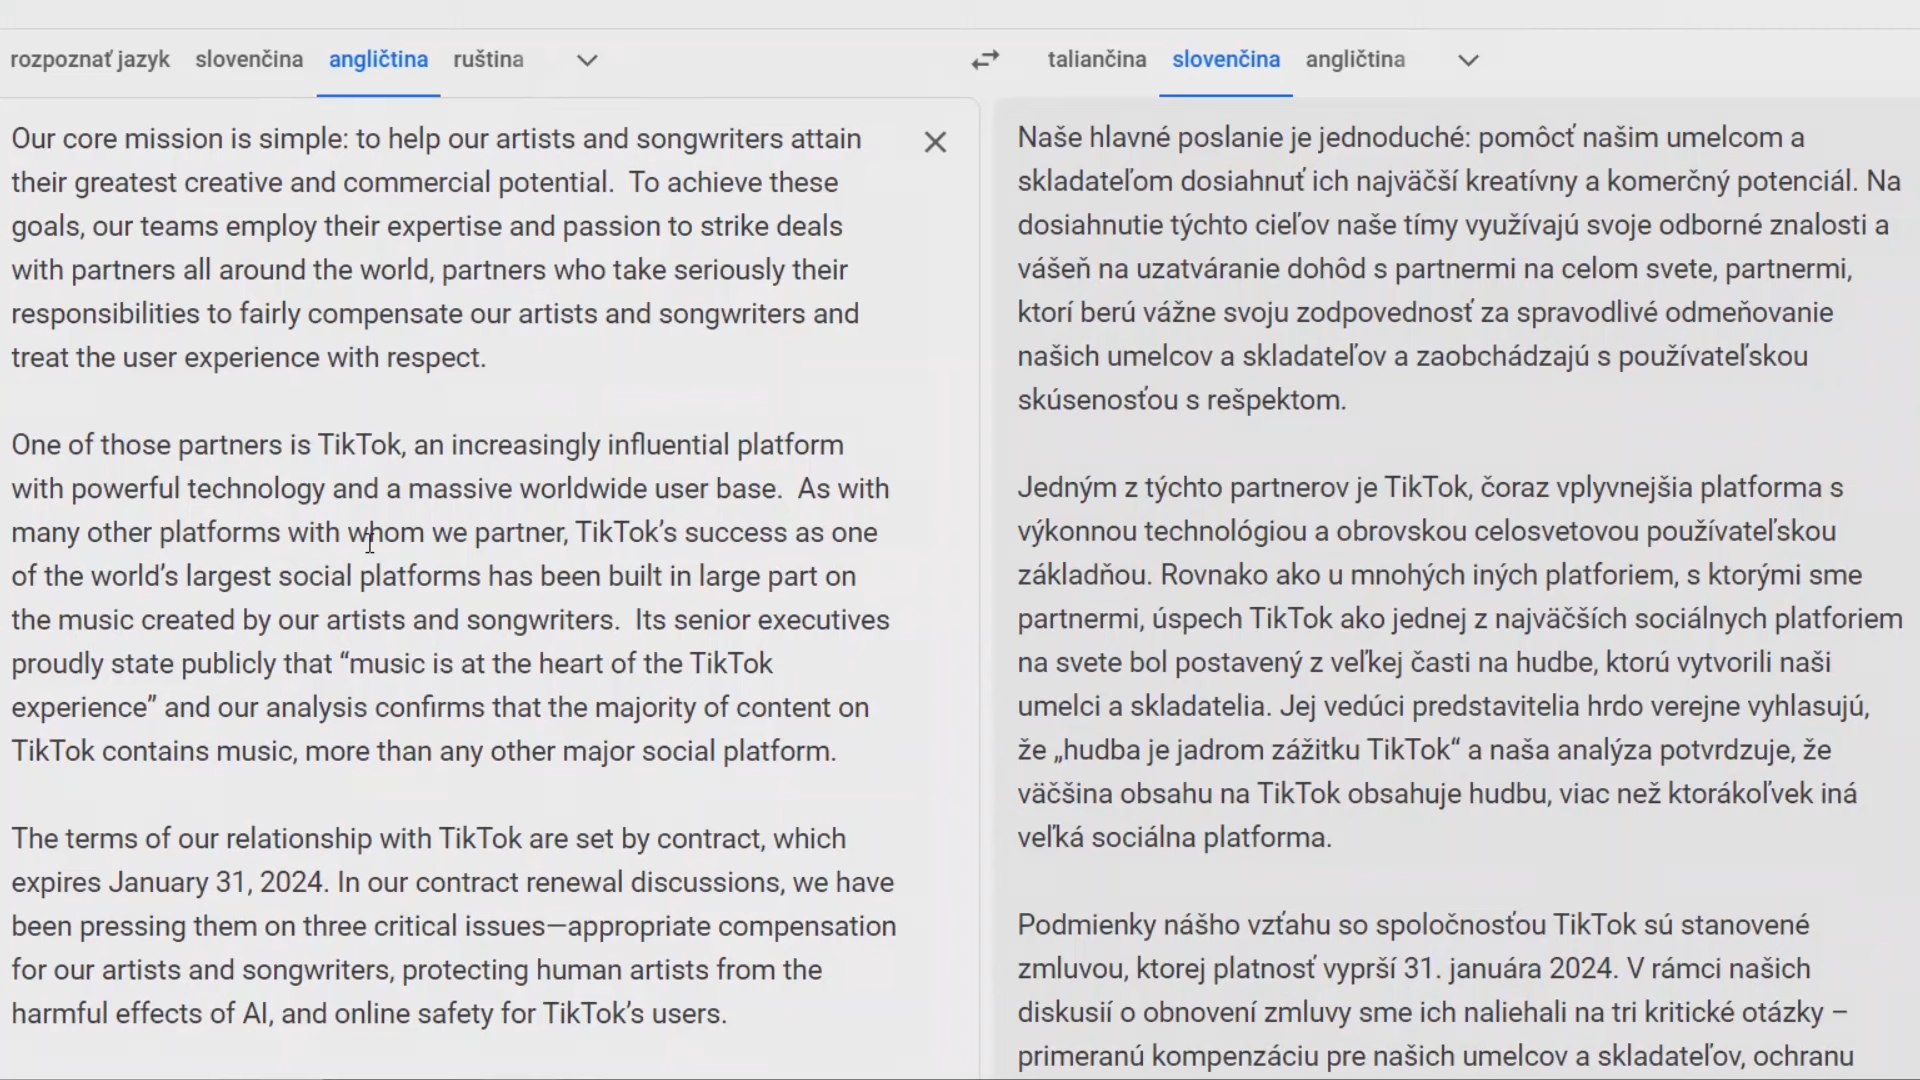 rozpoznať jazyk slovenčina angličtina ruština
taliančina slovenčina angličtina
Our core mission is simple: to help our artists and songwriters attain
their greatest creative and commercial potential.  To achieve these
goals, our teams employ their expertise and passion to strike deals
with partners all around the world, partners who take seriously their
responsibilities to fairly compensate our artists and songwriters and
treat the user experience with respect.
One of those partners is TikTok, an increasingly influential platform
with powerful technology and a massive worldwide user base.  As with
many other platforms with whom we partner, TikTok’s success as one
of the world’s largest social platforms has been built in large part on
the music created by our artists and songwriters.  Its senior executives
proudly state publicly that “music is at the heart of the TikTok
experience” and our analysis confirms that the majority of content on
TikTok contains music, more than any other major social platform.
The terms of our relationship with TikTok are set by contract, which
expires January 31, 2024. In our contract renewal discussions, we have
been pressing them on three critical issues—appropriate compensation
for our artists and songwriters, protecting human artists from the
harmful effects of AI, and online safety for TikTok’s users.
Naše hlavné poslanie je jednoduché: pomôcť našim umelcom a
skladateľom dosiahnuť ich najväčší kreatívny a komerčný potenciál. Na
dosiahnutie týchto cieľov naše tímy využívajú svoje odborné znalosti a
vášeň na uzatváranie dohôd s partnermi na celom svete, partnermi,
ktorí berú vážne svoju zodpovednosť za spravodlivé odmeňovanie
našich umelcov a skladateľov a zaobchádzajú s používateľskou
skúsenosťou s rešpektom.
Jedným z týchto partnerov je TikTok, čoraz vplyvnejšia platforma s
výkonnou technológiou a obrovskou celosvetovou používateľskou
základňou. Rovnako ako u mnohých iných platforiem, s ktorými sme
partnermi, úspech TikTok ako jednej z najväčších sociálnych platforiem
na svete bol postavený z veľkej časti na hudbe, ktorú vytvorili naši
umelci a skladatelia. Jej vedúci predstavitelia hrdo verejne vyhlasujú,
že „hudba je jadrom zážitku TikTok“ a naša analýza potvrdzuje, že
väčšina obsahu na TikTok obsahuje hudbu, viac než ktorákoľvek iná
veľká sociálna platforma.
Podmienky nášho vzťahu so spoločnosťou TikTok sú stanovené
zmluvou, ktorej platnosť vyprší 31. januára 2024. V rámci našich
diskusií o obnovení zmluvy sme ich naliehali na tri kritické otázky –
primeranú kompenzáciu pre našich umelcov a skladateľov, ochranu